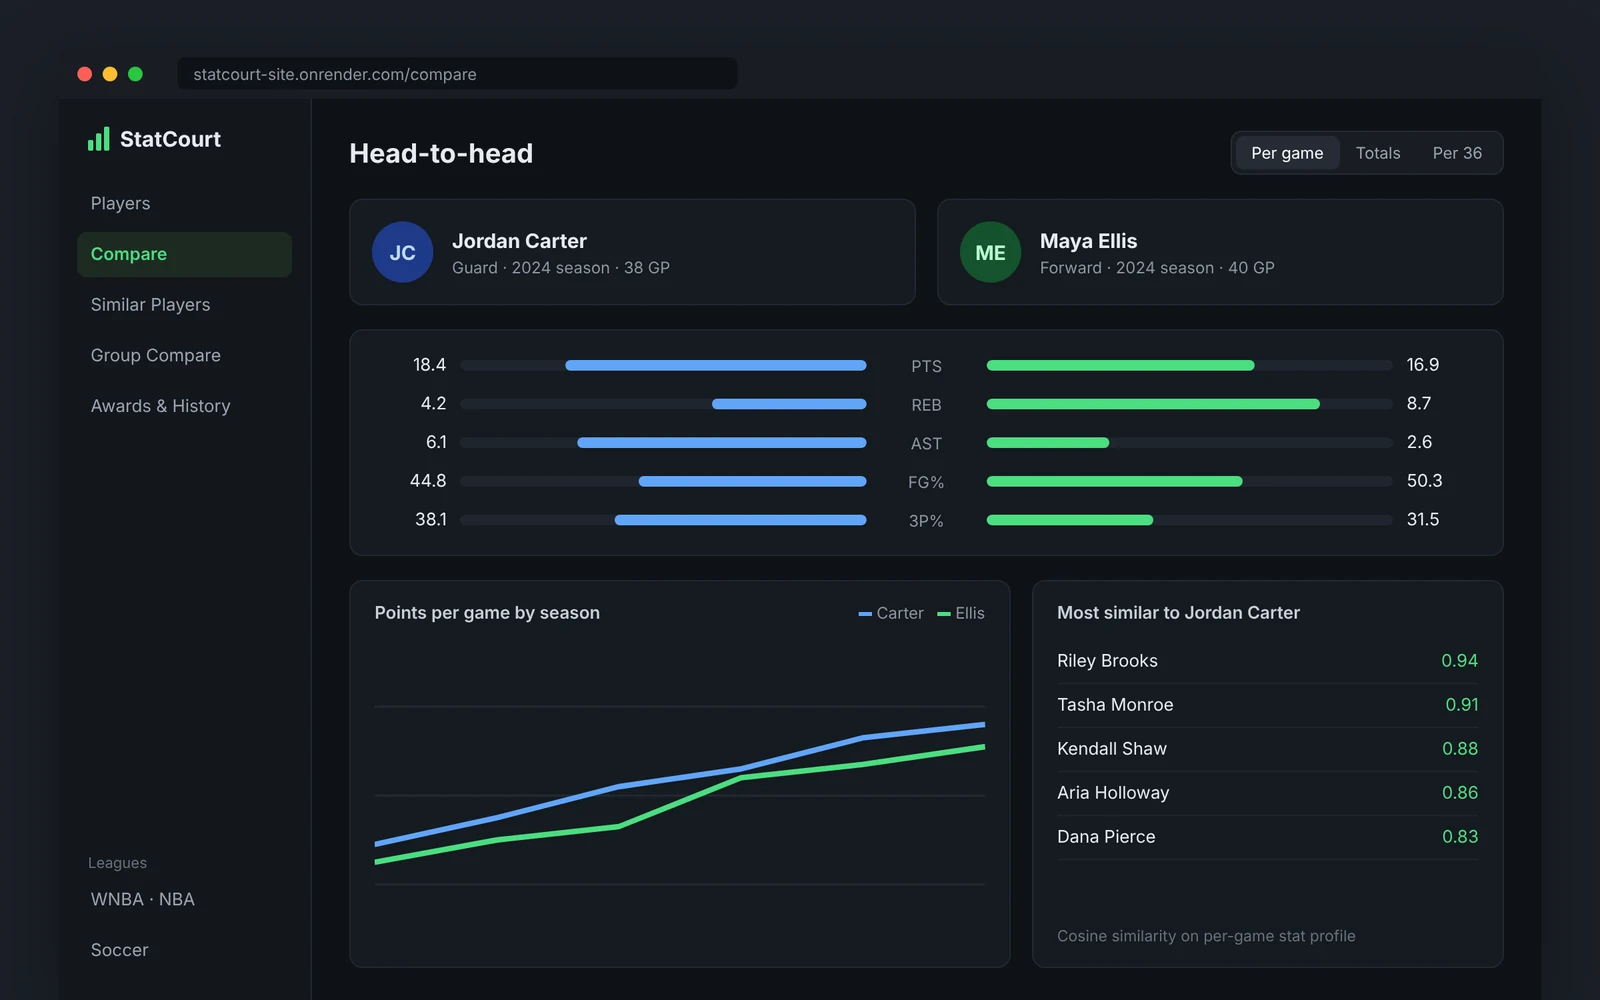 statcourt-site.onrender.com/compare
StatCourt
Players
Compare
Similar Players
Group Compare
Awards & History
Leagues
WNBA · NBA
Soccer
Head-to-head
Per game Totals Per 36
JC
Jordan Carter
Guard · 2024 season · 38 GP
ME
Maya Ellis
Forward · 2024 season · 40 GP
18.4 PTS 16.9
4.2 REB 8.7
6.1 AST 2.6
44.8 FG% 50.3
38.1 3P% 31.5
Points per game by season
Carter Ellis
Most similar to Jordan Carter
Riley Brooks 0.94
Tasha Monroe 0.91
Kendall Shaw 0.88
Aria Holloway 0.86
Dana Pierce 0.83
Cosine similarity on per-game stat profile